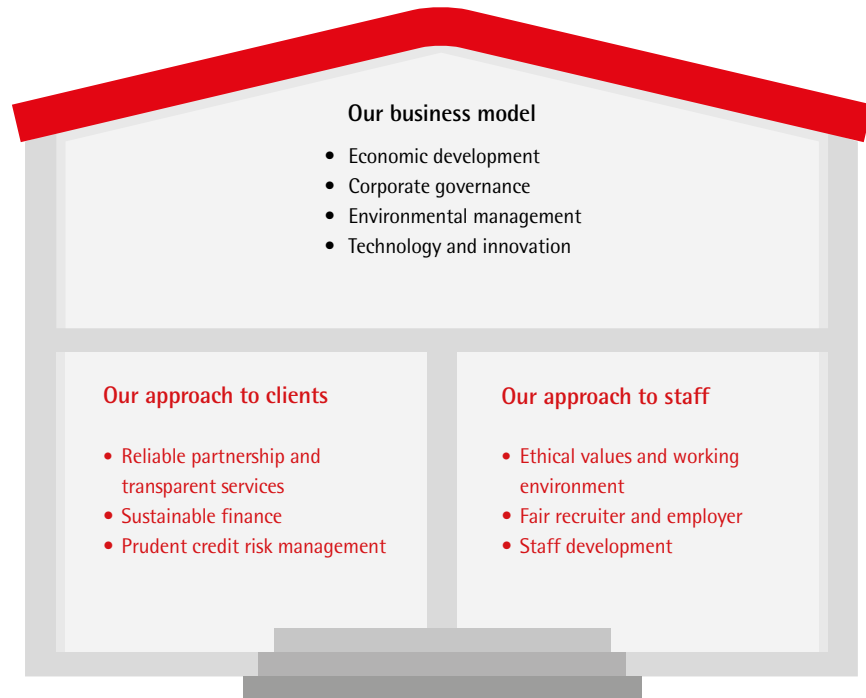 Our business model
• Economic development
• Corporate governance
• Environmental management
• Technology and innovation
Our approach to clients
• Reliable partnership and
transparent services
• Sustainable finance
• Prudent credit risk management
Our approach to staff
• Ethical values and working
environment
• Fair recruiter and employer
• Staff development